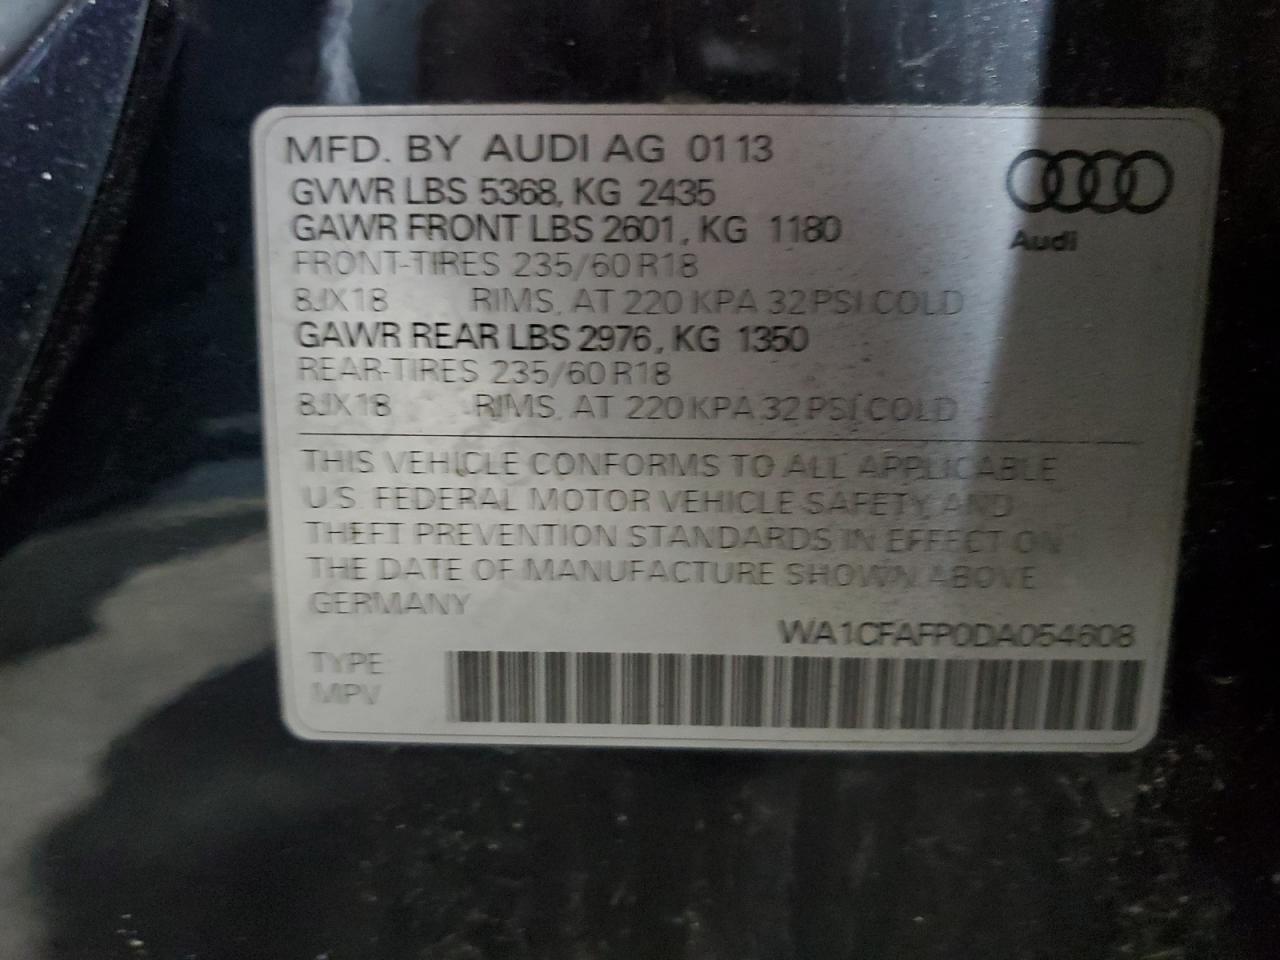 MFD. BY AUDI AG 01 13
GVWR LBS 5368, KG 2435
GAWR FRONT LBS 2601, KG 1180
Audi
FRONT-TIRES 235/60 R18
8JX18 RIMS, AT 220 KPA 32 PSI COLD
GAWR REAR LBS 2976, KG 1350
REAR-TIRES 235/60 R18
8JX18 RIMS, AT 220 KPA 32 PSI COLD
THIS VEHICLE CONFORMS TO ALL APPLICABLE
U.S. FEDERAL MOTOR VEHICLE SAFETY, AND
THEFT PREVENTION STANDARDS IN EFFECT ON
THE DATE OF MANUFACTURE SHOWN ABOVE
GERMANY
WA1CFAFP0DA054608
TYPE
MPV